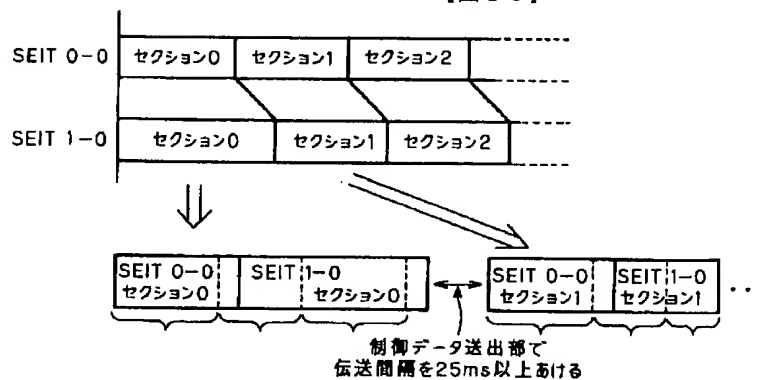 SEIT 0-0 セクション0 セクション1 セクション2
SEIT 1-0 セクション0 セクション1 セクション2
SEIT 0-0 SEIT 1-0 SEIT 0-0 SEIT 1-0
セクション0 セクション0 セクション1 セクション1
制御データ送出部で
伝送間隔を25ms以上あける